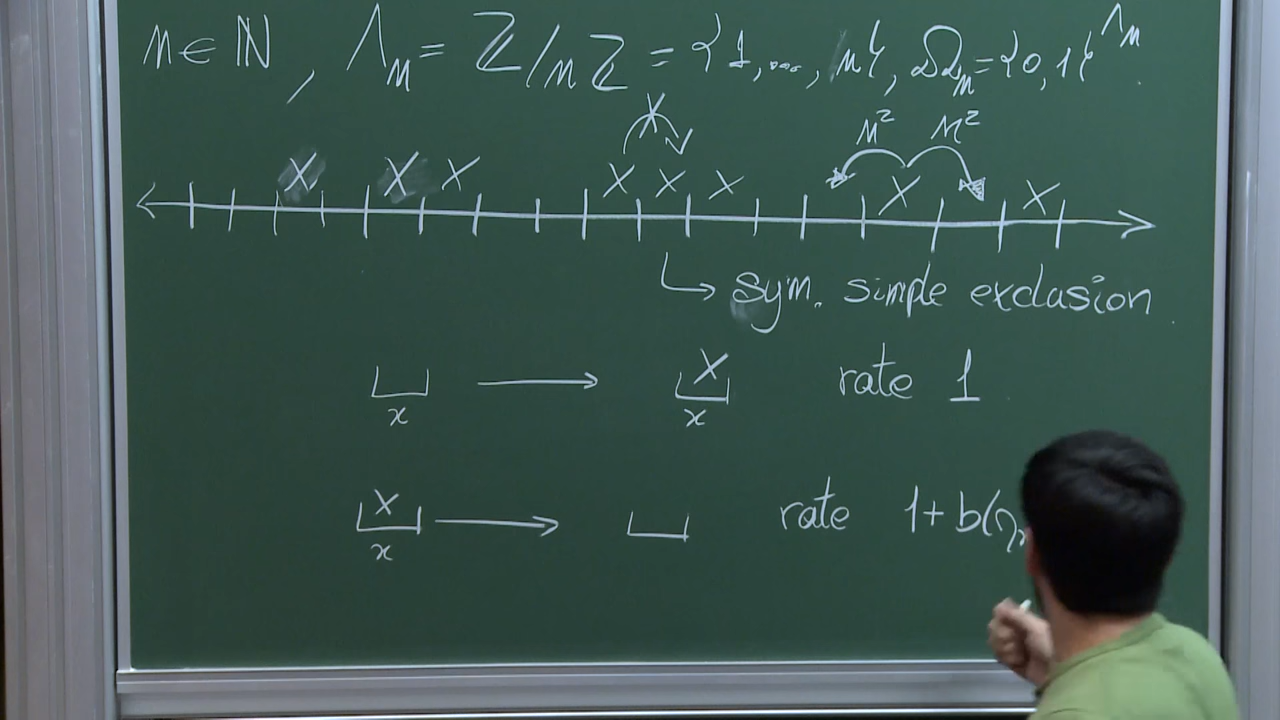 n ∈ ℕ , Λ_n = ℤ/nℤ = {1,..., n}, Ω_n = {0,1}^{Λ_n}.
n² n²
X X X X X X X X
↳ sym. simple exclusion
x → X x rate 1
X x → rate 1 + b(η